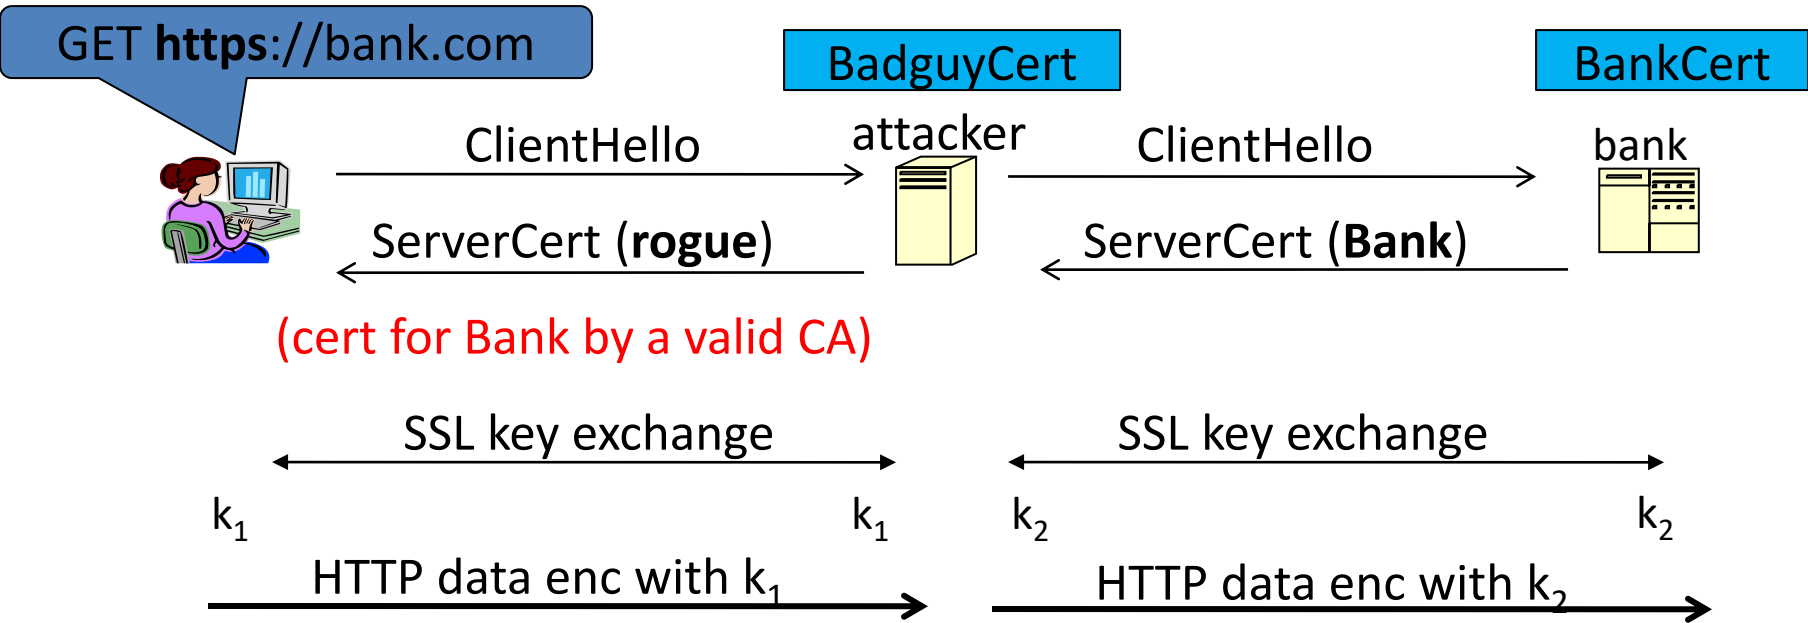 GET https://bank.com
BadguyCert
BankCert
attacker
bank
ClientHello
ClientHello
ServerCert (rogue)
ServerCert (Bank)
(cert for Bank by a valid CA)
SSL key exchange
SSL key exchange
k₁
k₁
k₂
k₂
HTTP data enc with k₁
HTTP data enc with k₂